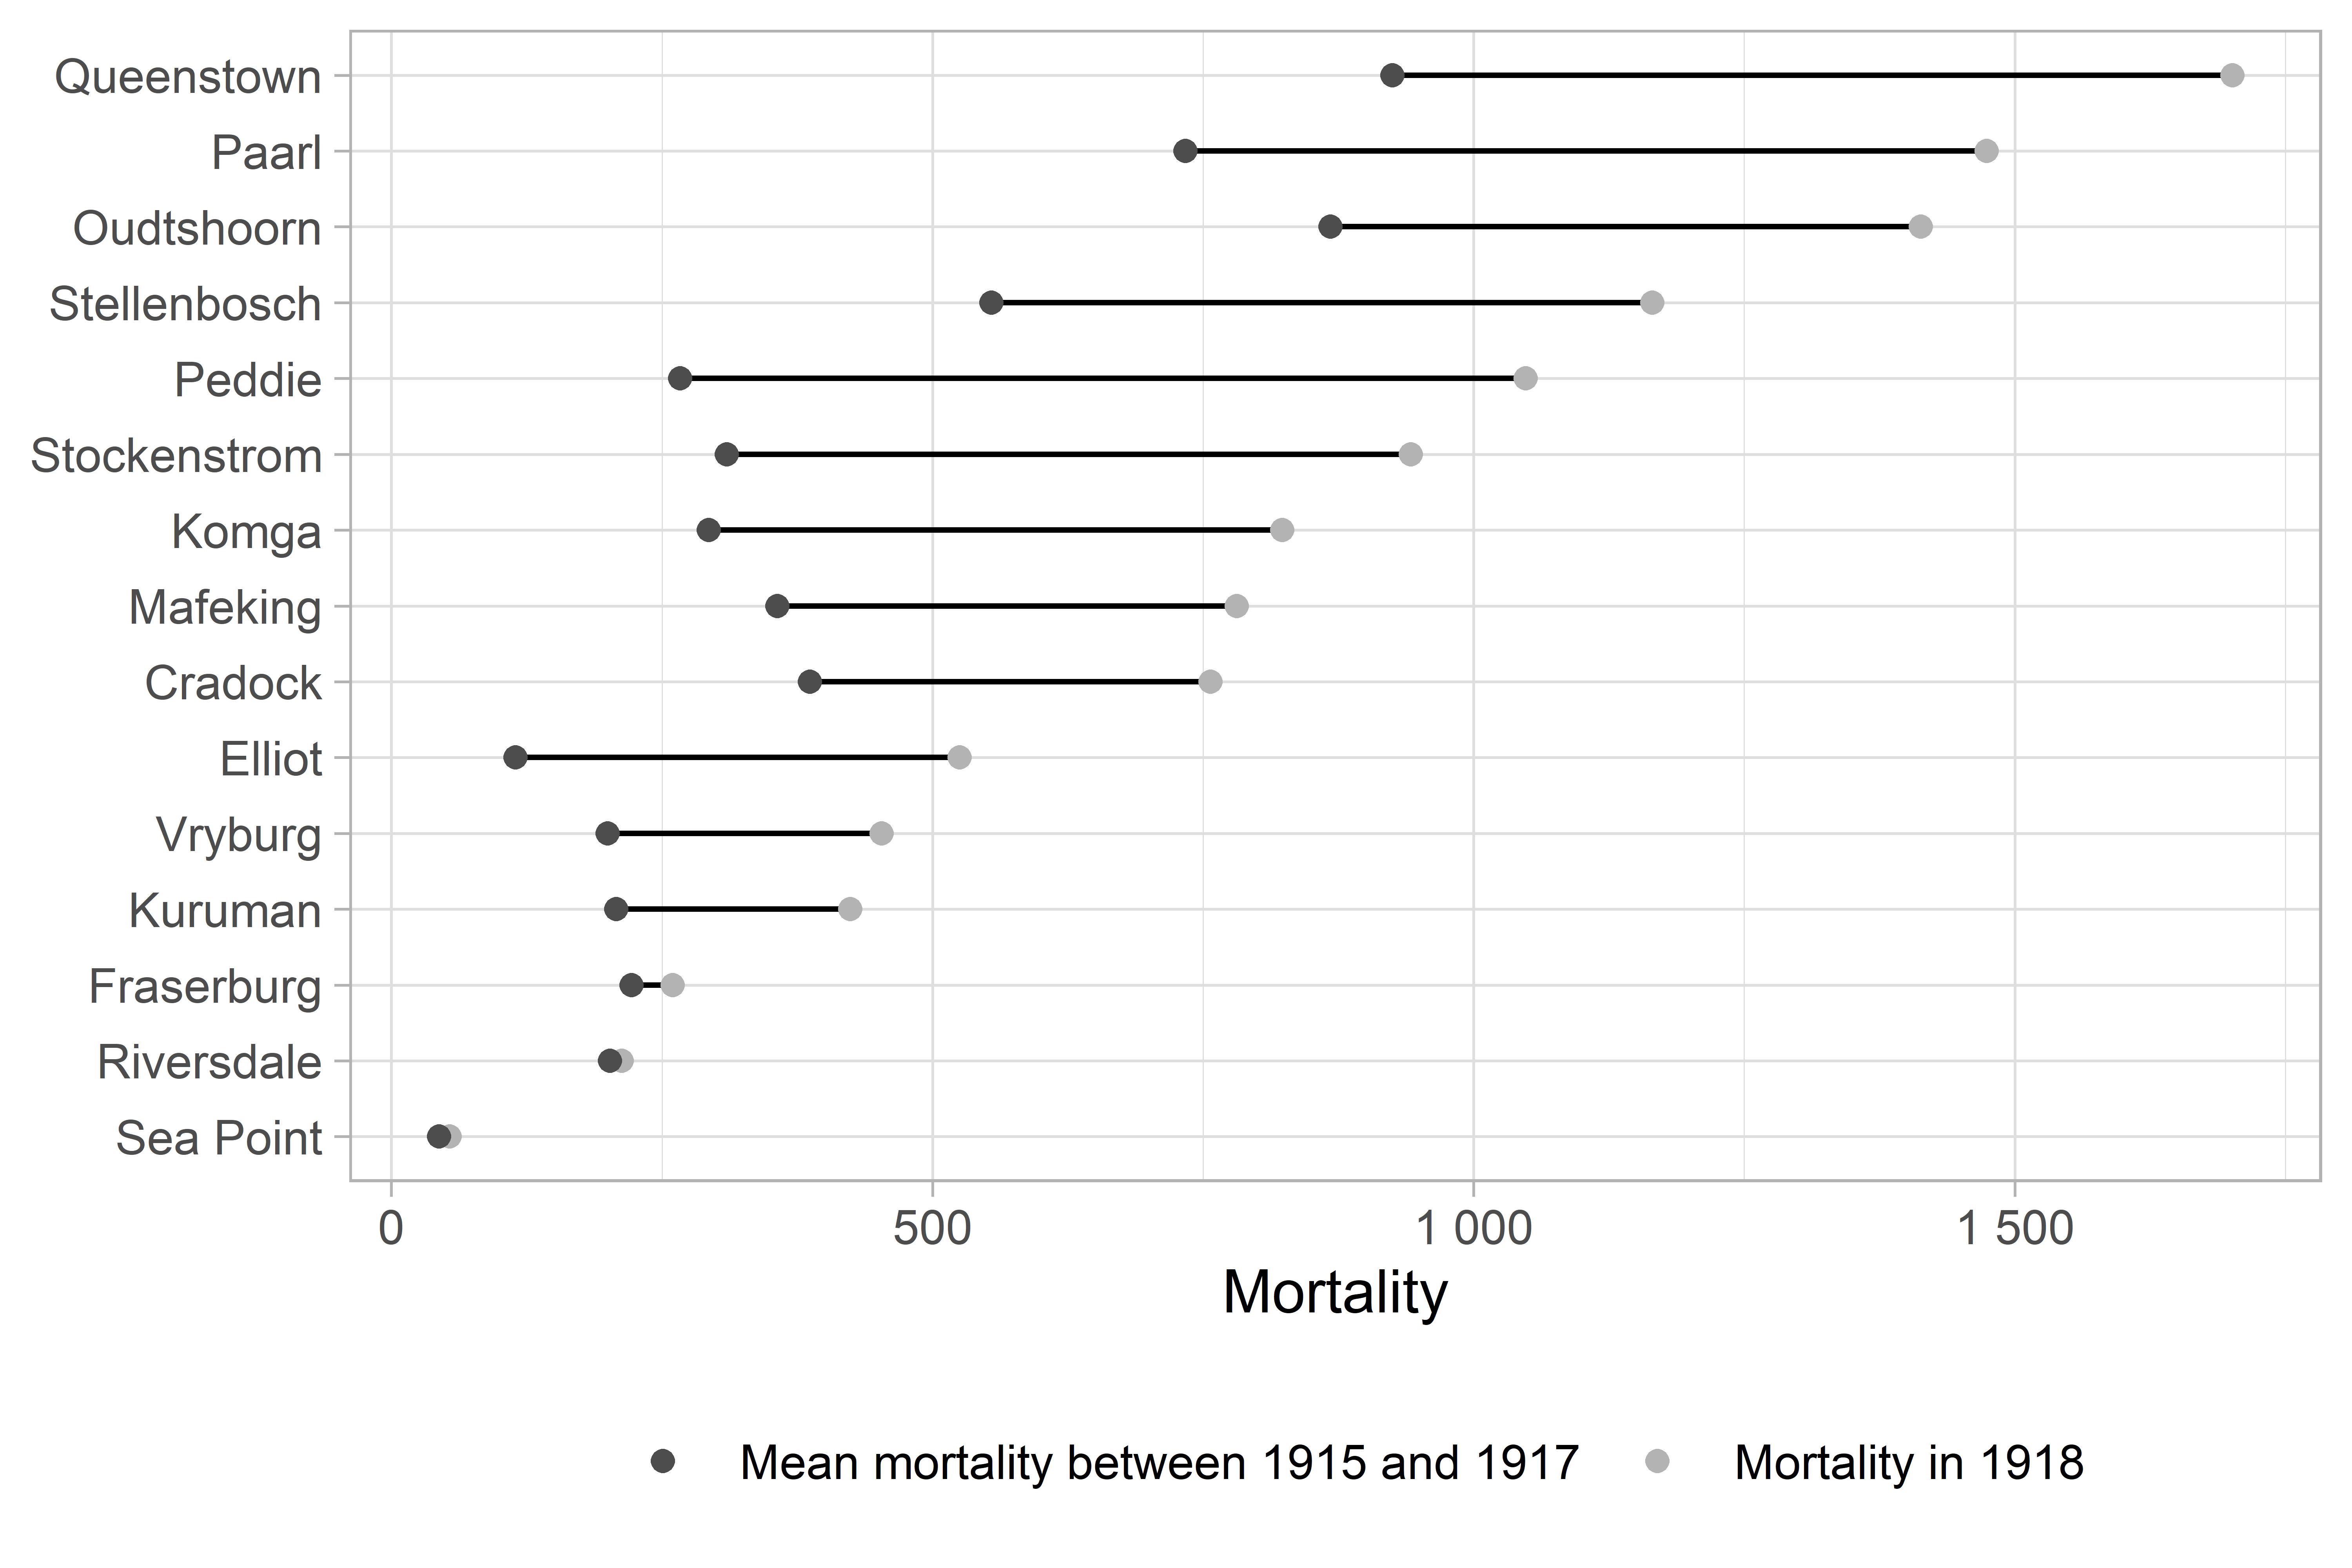 Queenstown
Paarl
Oudtshoorn
Stellenbosch
Peddie
Stockenstrom
Komga
Mafeking
Cradock
Elliot
Vryburg
Kuruman
Fraserburg
Riversdale
Sea Point
0 500 1 000 1 500
Mortality
Mean mortality between 1915 and 1917 Mortality in 1918